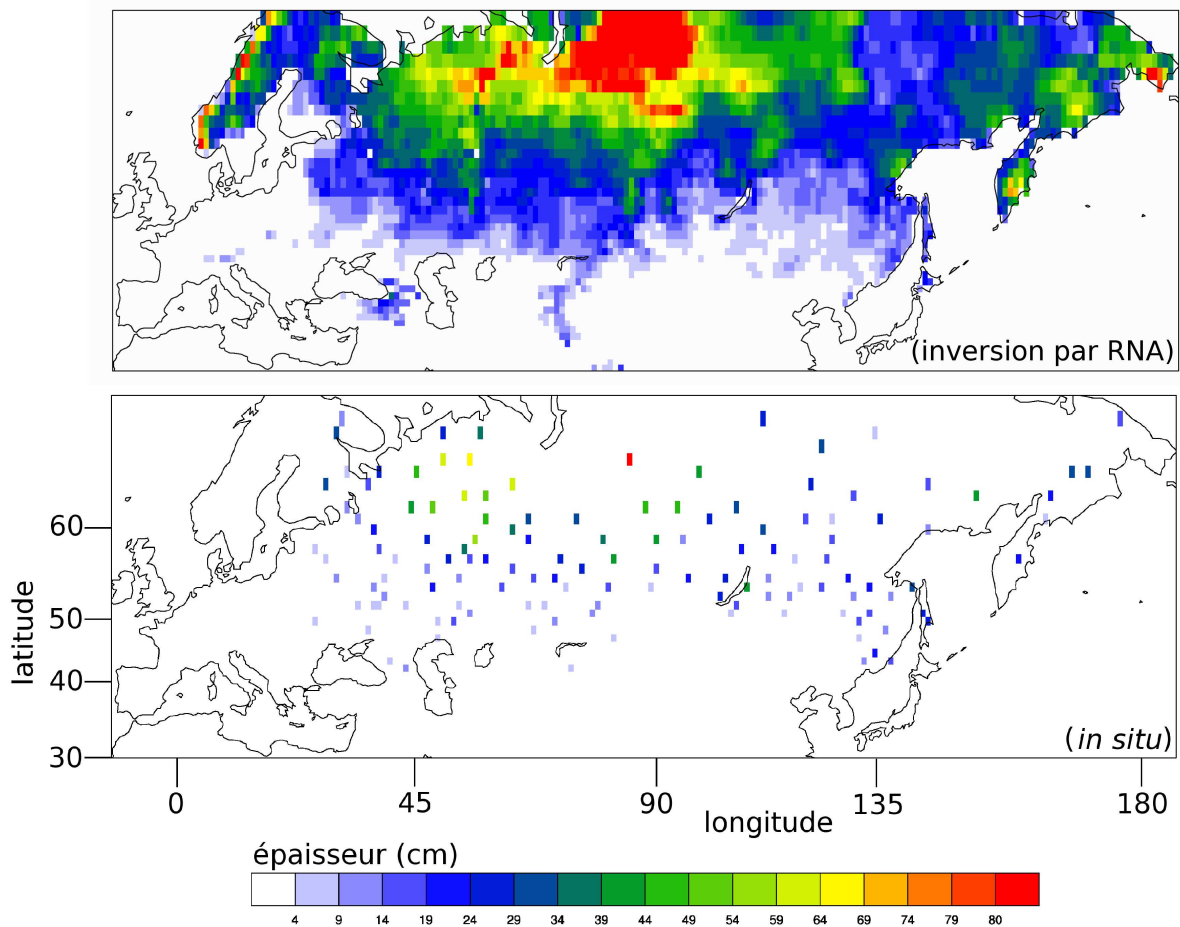 (inversion par RNA)
latitude
60
50
40
30
(in situ)
0 45 90 135 180
longitude
épaisseur (cm)
4 9 14 19 24 29 34 39 44 49 54 59 64 69 74 79 80